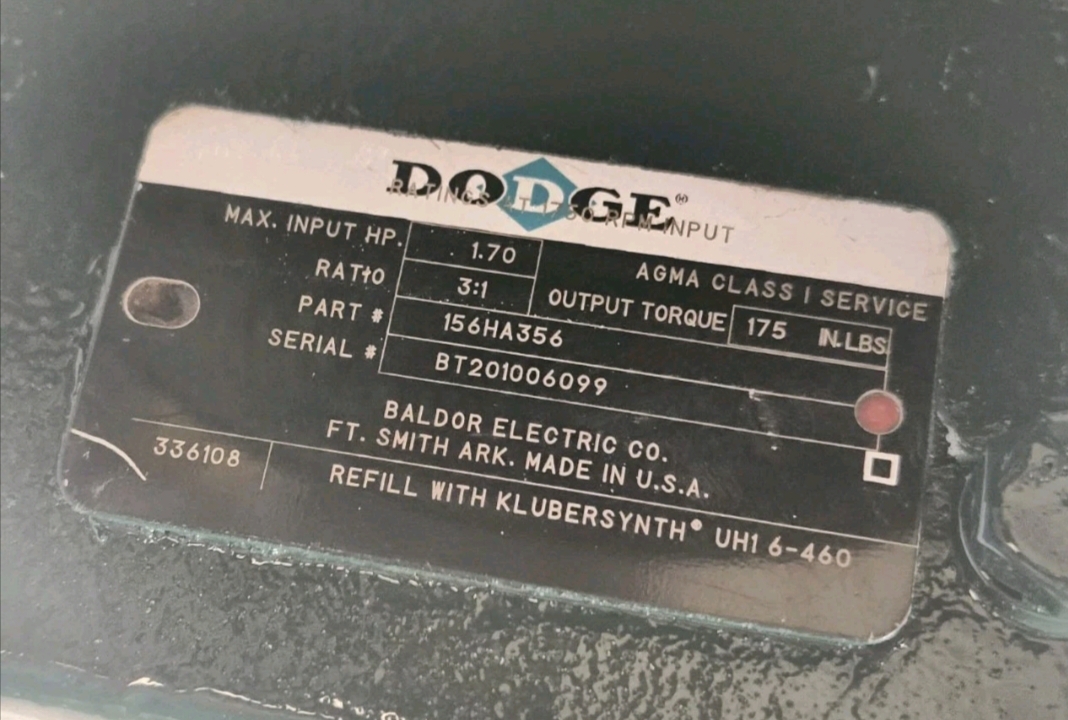 DODGE®
RATINGS AT 1750 RPM INPUT
MAX. INPUT HP. 1.70 AGMA CLASS I SERVICE
RATIO 3:1 OUTPUT TORQUE 175 IN-LBS
PART # 156HA356
SERIAL # BT201006099
BALDOR ELECTRIC CO.
FT. SMITH ARK. MADE IN U.S.A.
336108
REFILL WITH KLUBERSYNTH® UH1 6-460